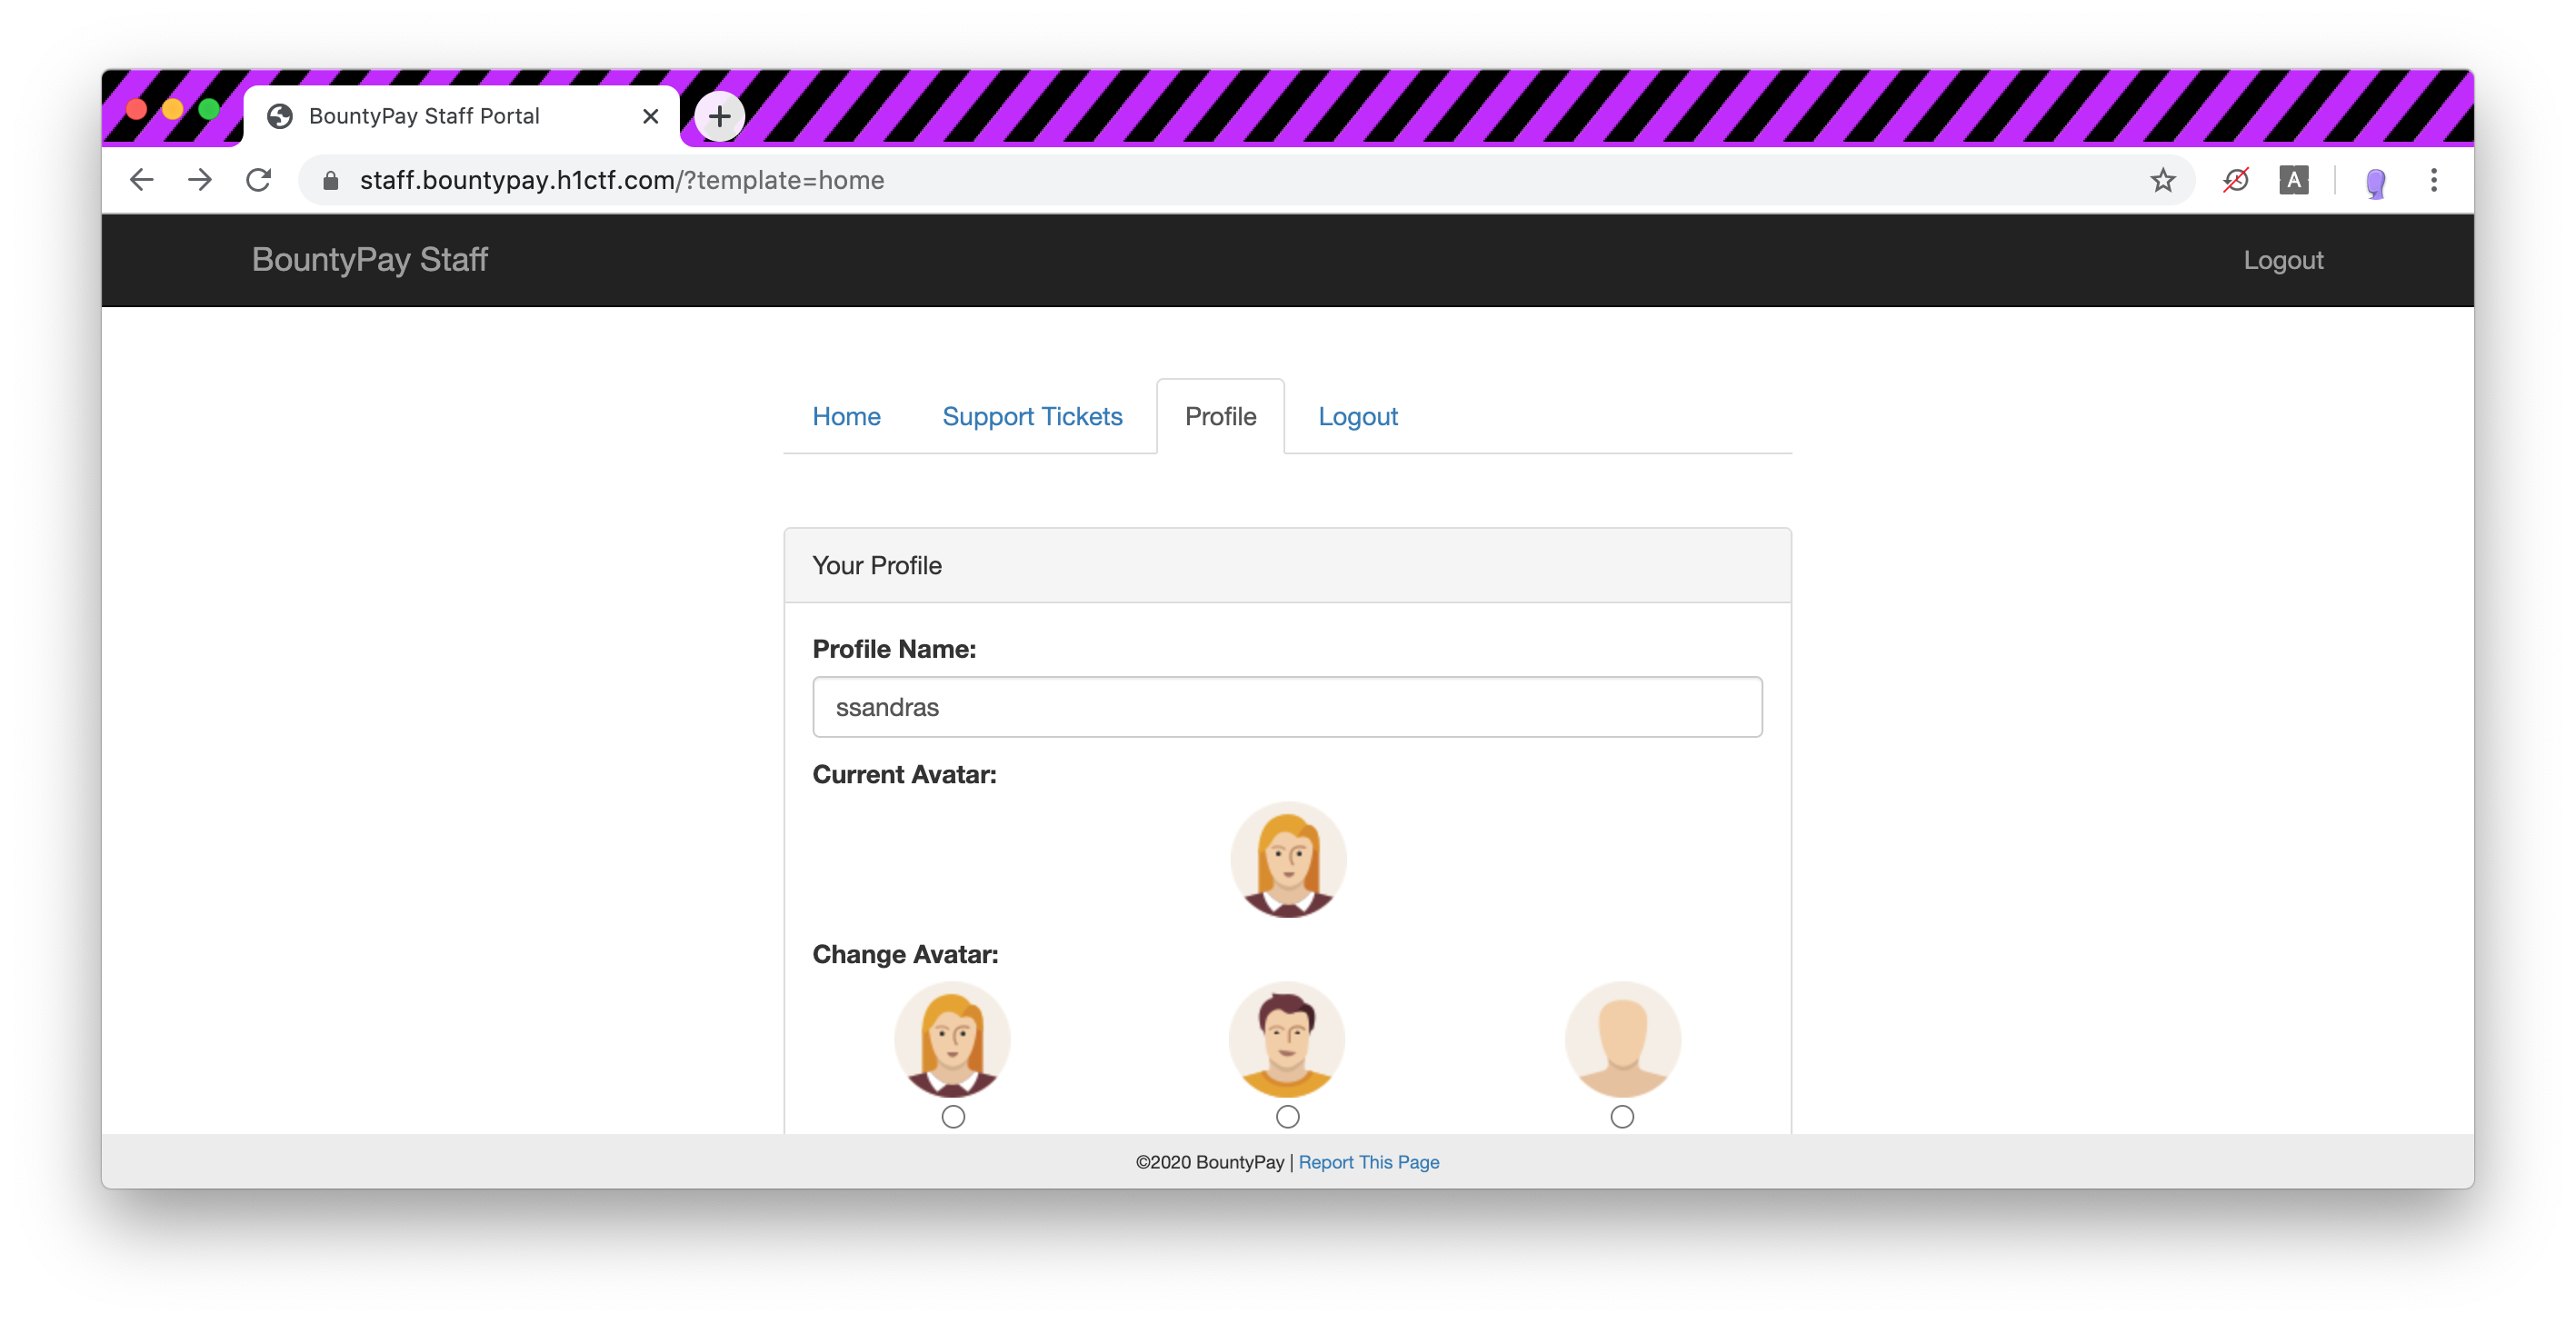 BountyPay Staff Portal
staff.bountypay.h1ctf.com/?template=home
A
BountyPay Staff Logout
Home Support Tickets Profile Logout
Your Profile
Profile Name:
ssandras
Current Avatar:
Change Avatar:
©2020 BountyPay | Report This Page